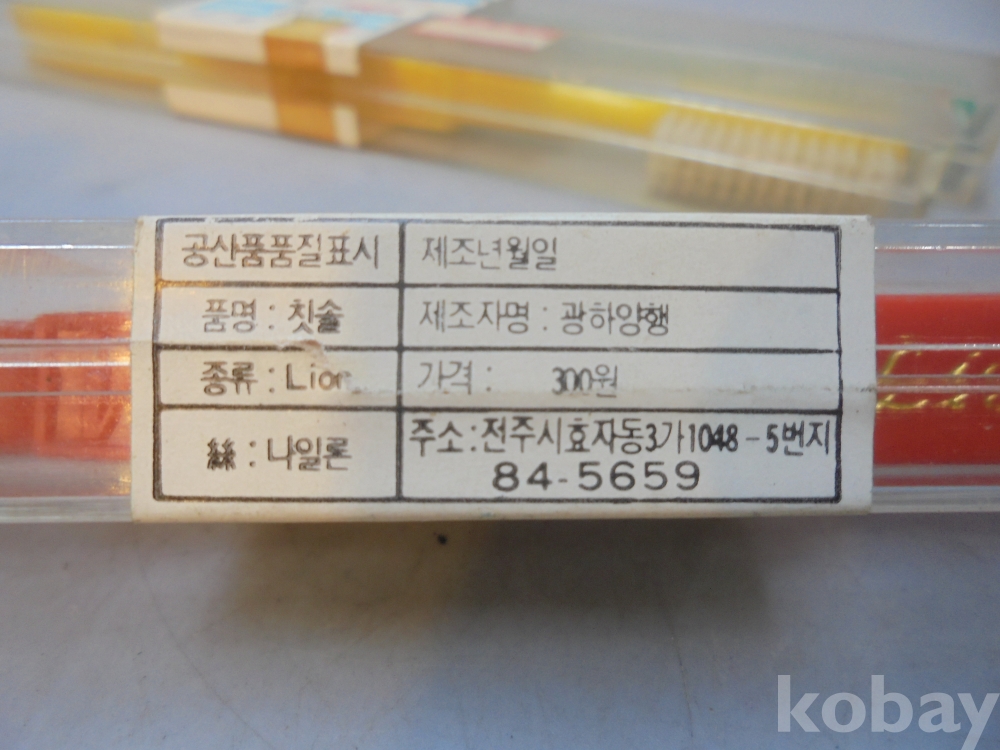 공산품품질표시
제조년월일
품명 : 칫솔
제조자명 : 광하양행
종류 : Lion
가격 : 300원
絲 : 나일론
주소 : 전주시효자동3가1048-5번지
84-5659
kobay